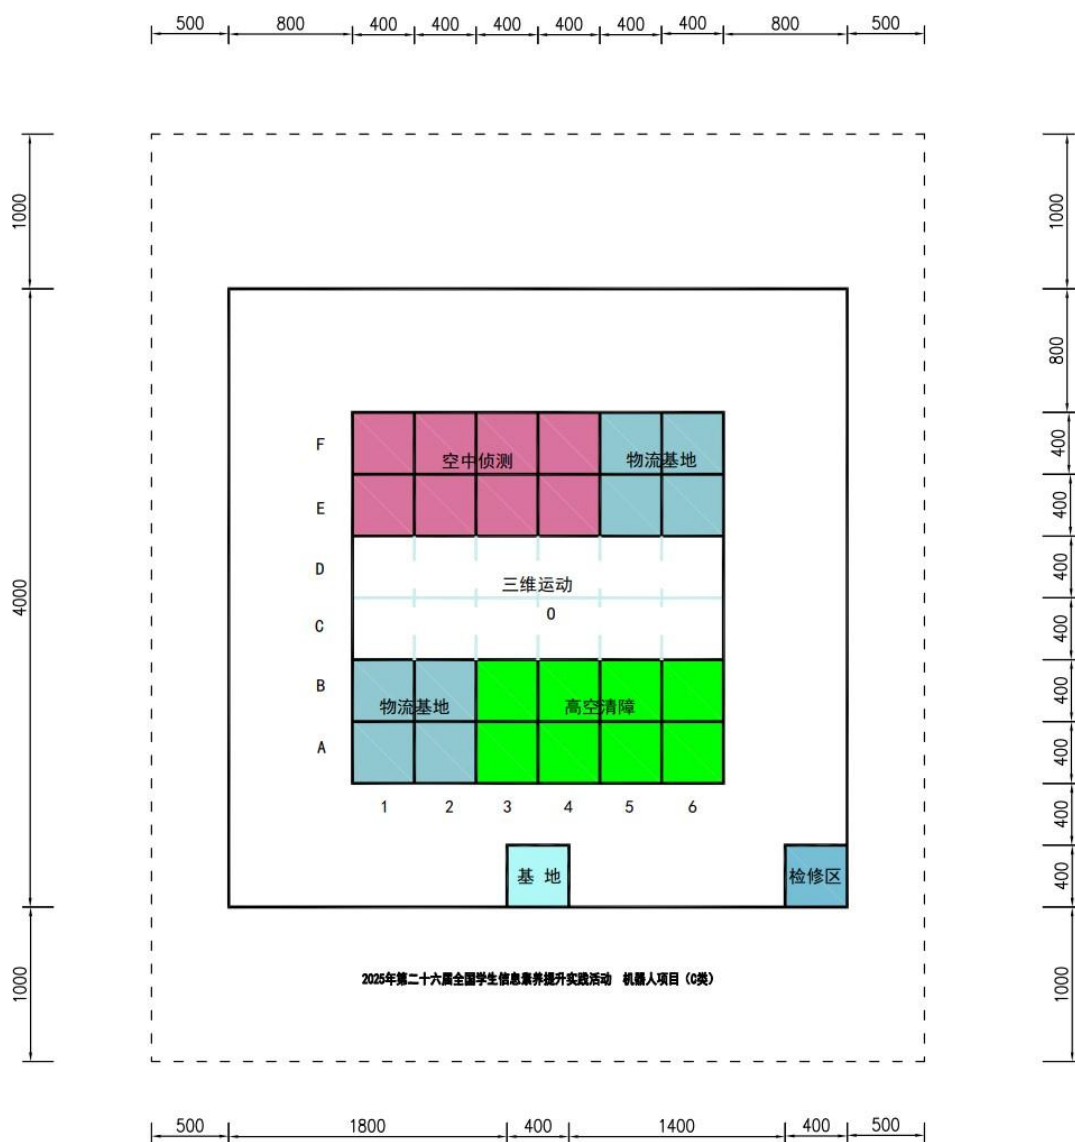 500 800 400 400 400 400 400 400 800 500
1000
1000
4000
800
F
空中侦测
物流基地
400
E
400
D
三维运动
400
C
0
400
B
物流基地
高空清障
400
A
400
1 2 3 4 5 6
400
基 地
检修区
400
2025年第二十六届全国学生信息素养提升实践活动 机器人项目（C类）
1000
1000
500 1800 400 1400 400 500